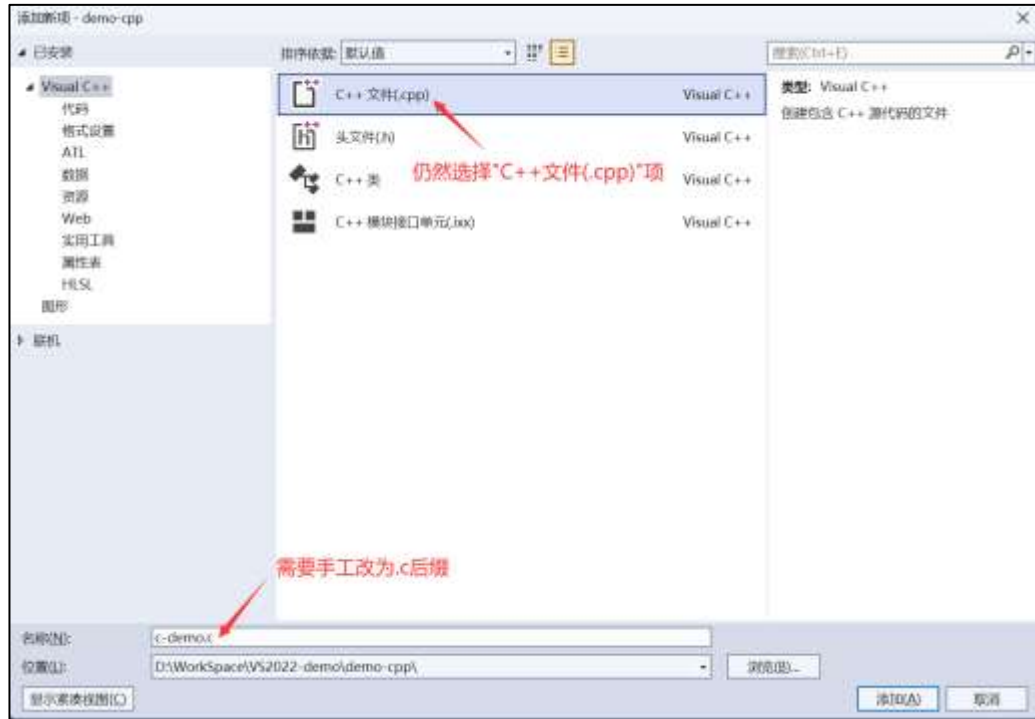 添加新项 - demo-cpp
已安装
排序依据: 默认值
搜索(Ctrl+E)
Visual C++
代码
格式设置
ATL
数据
资源
Web
实用工具
属性表
HLSL
图形
联机
C++ 文件(.cpp) Visual C++
头文件(.h) Visual C++
C++ 类 Visual C++
C++ 模块接口单元(.ixx) Visual C++
仍然选择"C++文件(.cpp)"项
类型: Visual C++
创建包含 C++ 源代码的文件
需要手工改为.c后缀
名称(N): c-demo.c
位置(L): D:\WorkSpace\VS2022-demo\demo-cpp\ 浏览(B)...
显示紧凑视图(C) 添加(A) 取消